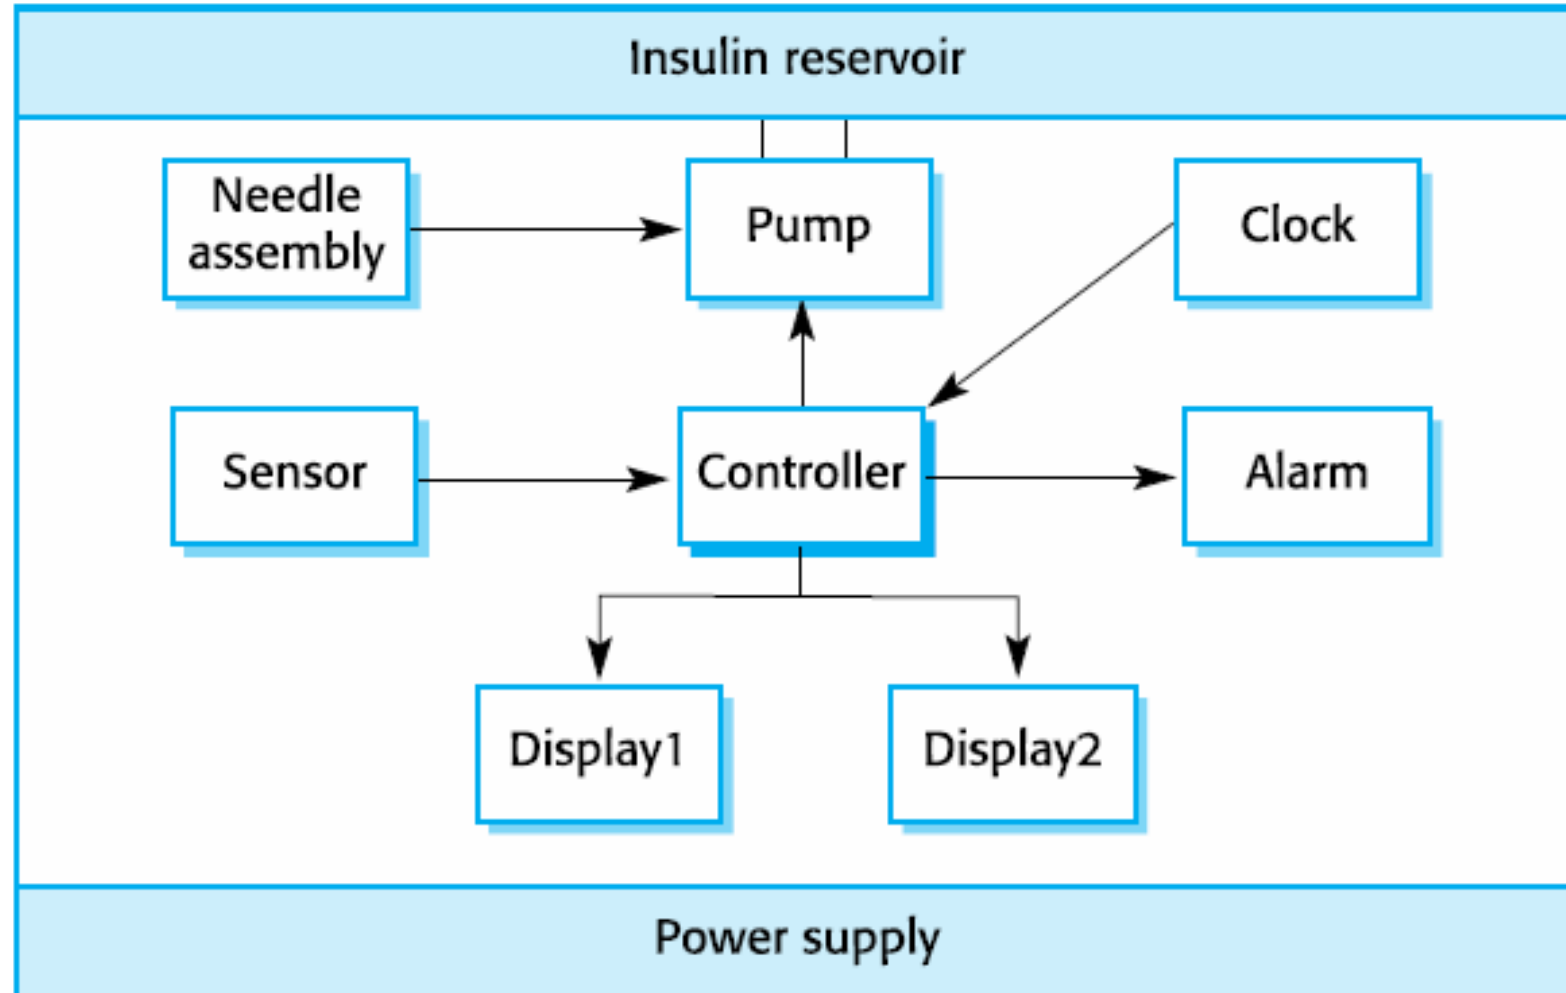 Insulin reservoir
Needle
assembly
Pump
Clock
Sensor
Controller
Alarm
Display1
Display2
Power supply